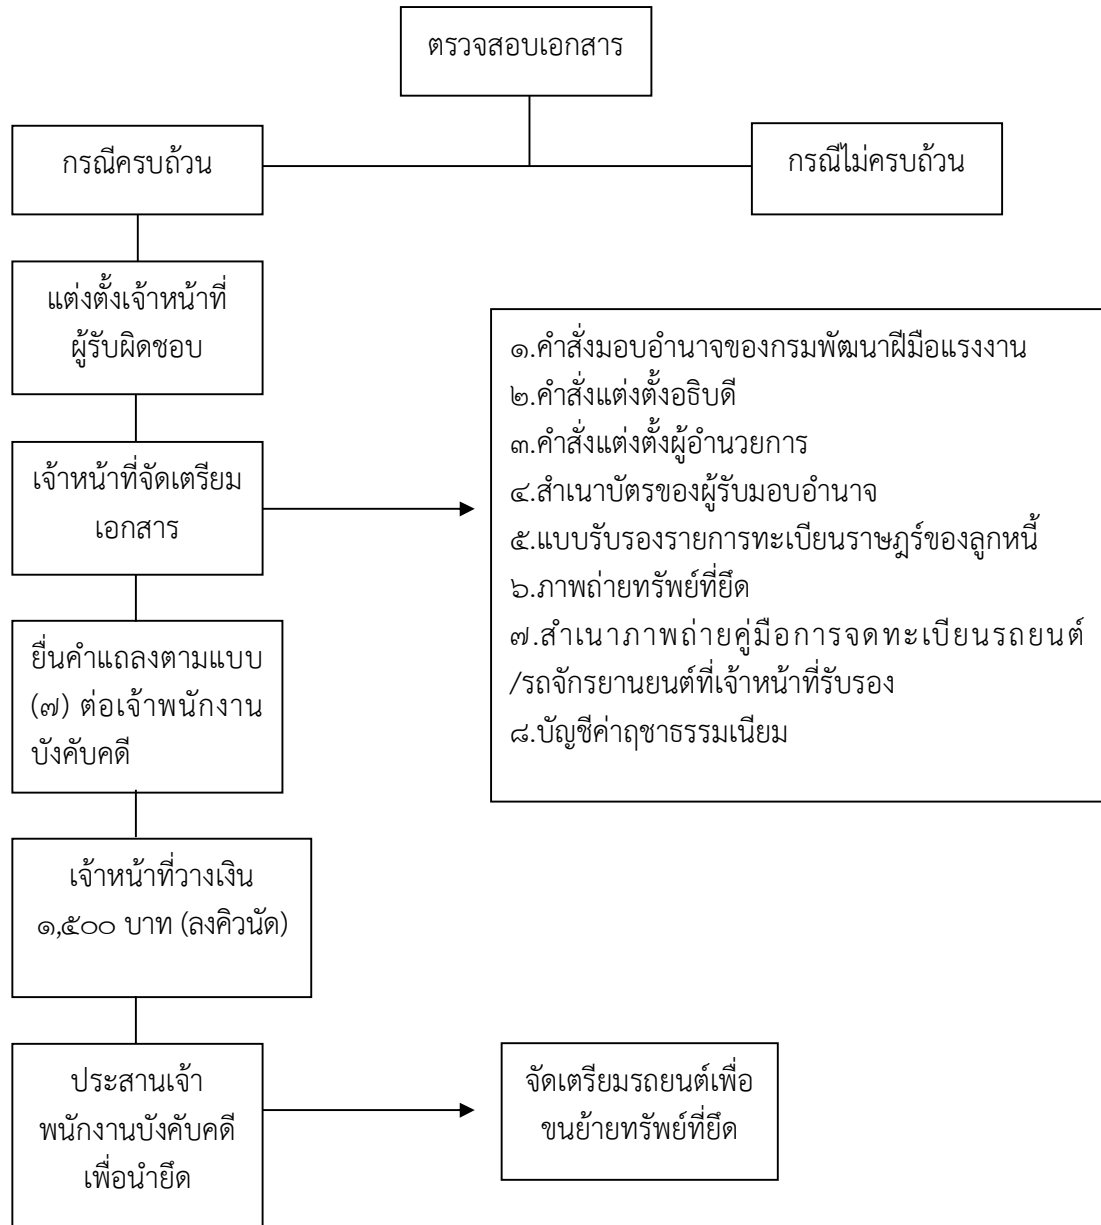 ตรวจสอบเอกสาร
กรณีครบถ้วน
กรณีไม่ครบถ้วน
แต่งตั้งเจ้าหน้าที่
ผู้รับผิดชอบ
เจ้าหน้าที่จัดเตรียม
เอกสาร
๑.คำสั่งมอบอำนาจของกรมพัฒนาฝีมือแรงงาน
๒.คำสั่งแต่งตั้งอธิบดี
๓.คำสั่งแต่งตั้งผู้อำนวยการ
๔.สำเนาบัตรของผู้รับมอบอำนาจ
๕.แบบรับรองรายการทะเบียนราษฎร์ของลูกหนี้
๖.ภาพถ่ายทรัพย์ที่ยึด
๗.สำเนาภาพถ่ายคู่มือการจดทะเบียนรถยนต์
/รถจักรยานยนต์ที่เจ้าหน้าที่รับรอง
๘.บัญชีค่าฤชาธรรมเนียม
ยื่นคำแถลงตามแบบ
(๗) ต่อเจ้าพนักงาน
บังคับคดี
เจ้าหน้าที่วางเงิน
๑,๕๐๐ บาท (ลงคิวนัด)
ประสานเจ้า
พนักงานบังคับคดี
เพื่อนำยึด
จัดเตรียมรถยนต์เพื่อ
ขนย้ายทรัพย์ที่ยึด